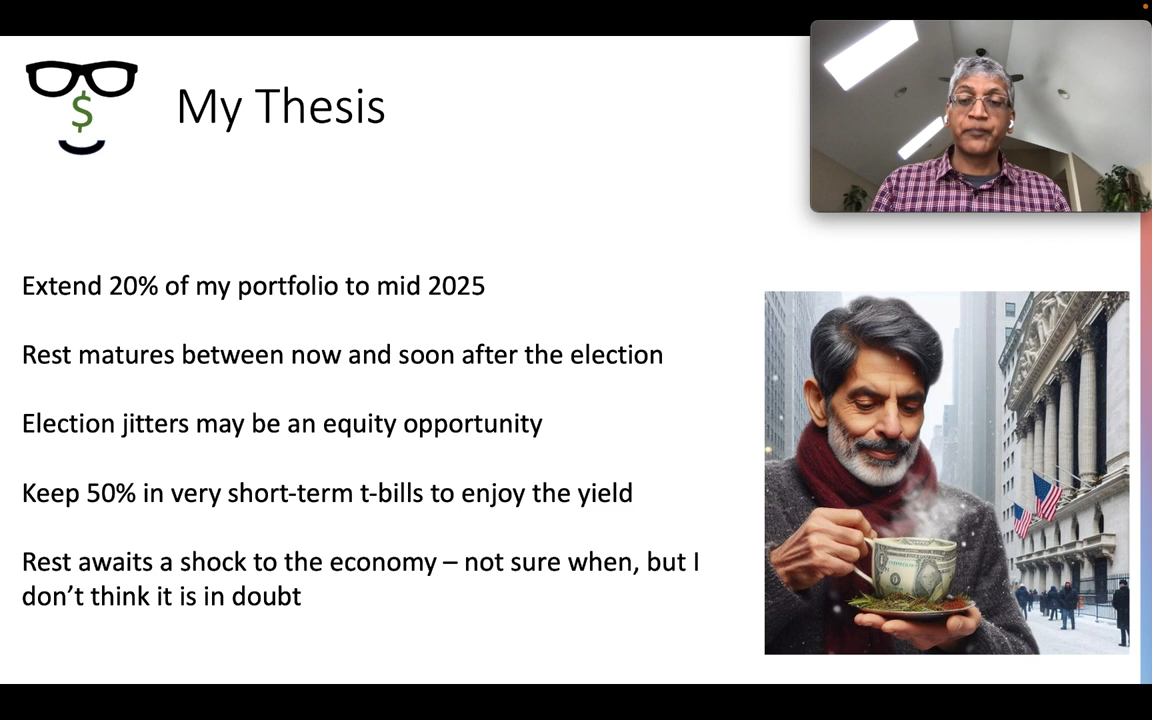 $
My Thesis
Extend 20% of my portfolio to mid 2025
Rest matures between now and soon after the election
Election jitters may be an equity opportunity
Keep 50% in very short-term t-bills to enjoy the yield
Rest awaits a shock to the economy – not sure when, but I
don’t think it is in doubt